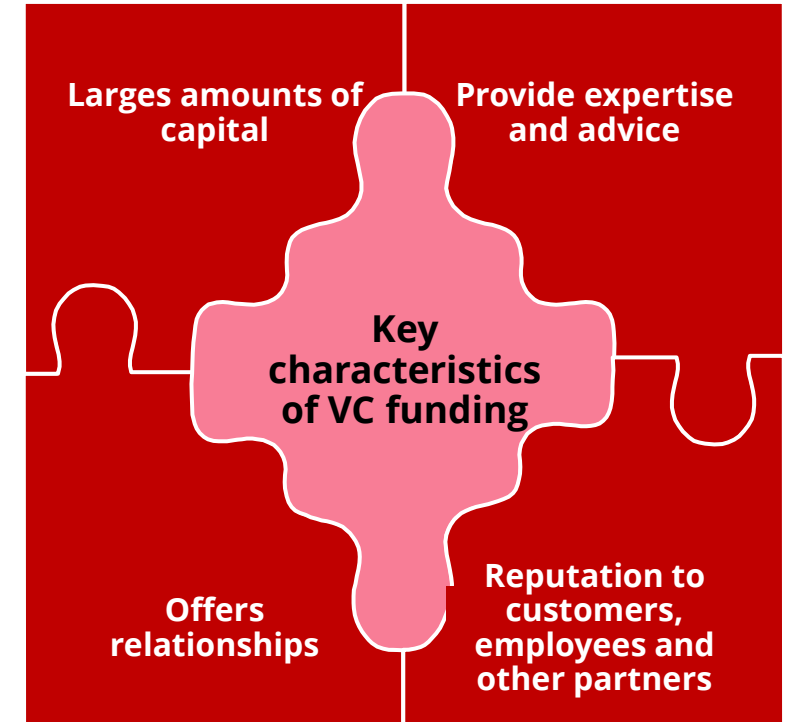 Larges amounts of
capital
Provide expertise
and advice
Key
characteristics
of VC funding
Offers
relationships
Reputation to
customers,
employees and
other partners